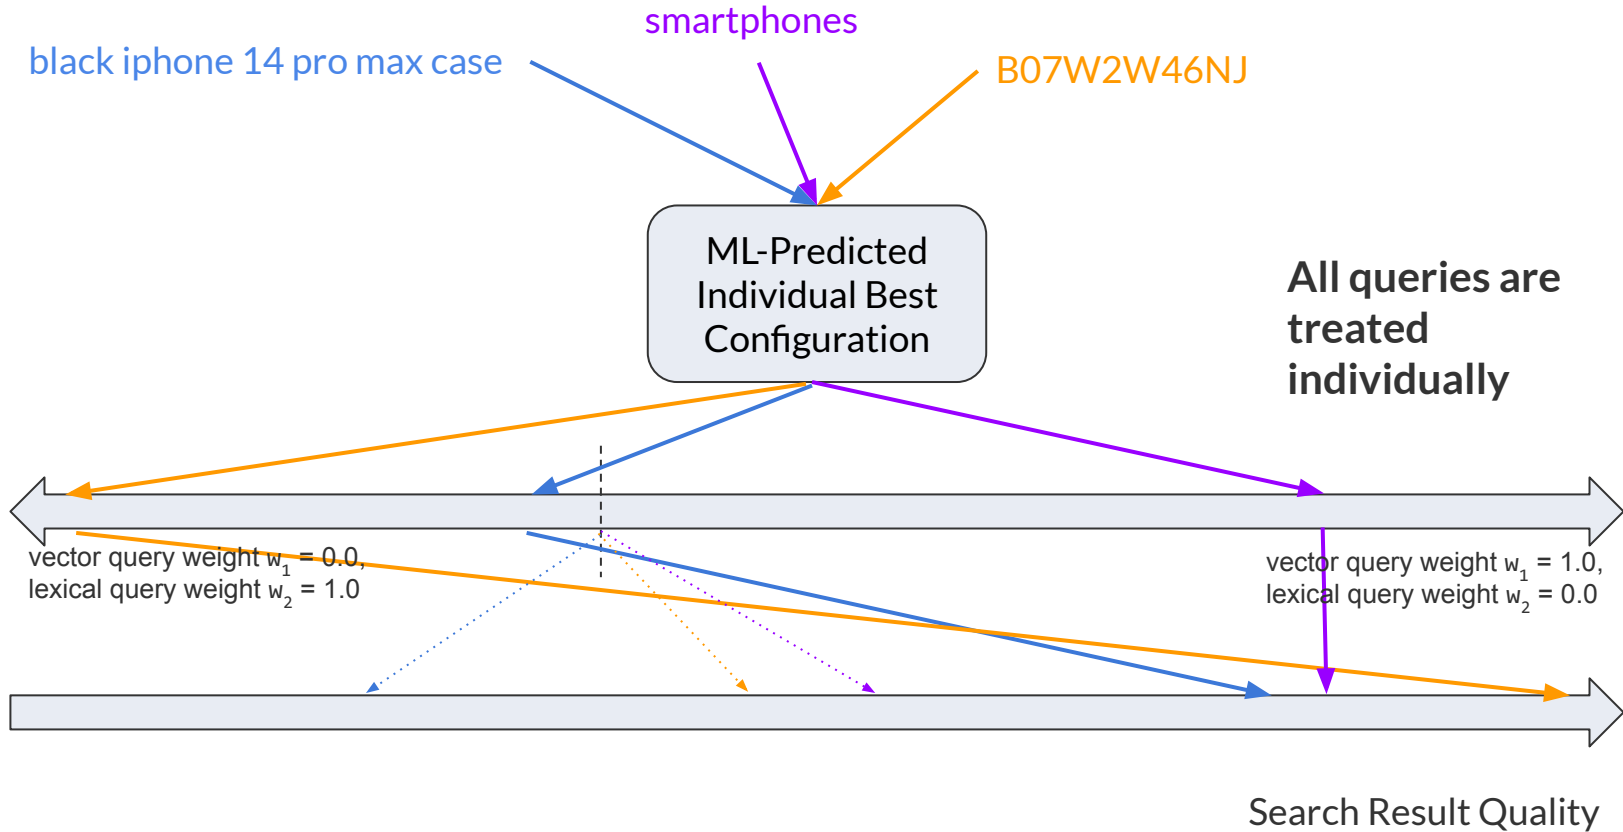 smartphones
black iphone 14 pro max case
B07W2W46NJ
ML-Predicted
Individual Best
Configuration
All queries are
treated
individually
vector query weight w₁ = 0.0,
lexical query weight w₂ = 1.0
vector query weight w₁ = 1.0,
lexical query weight w₂ = 0.0
Search Result Quality